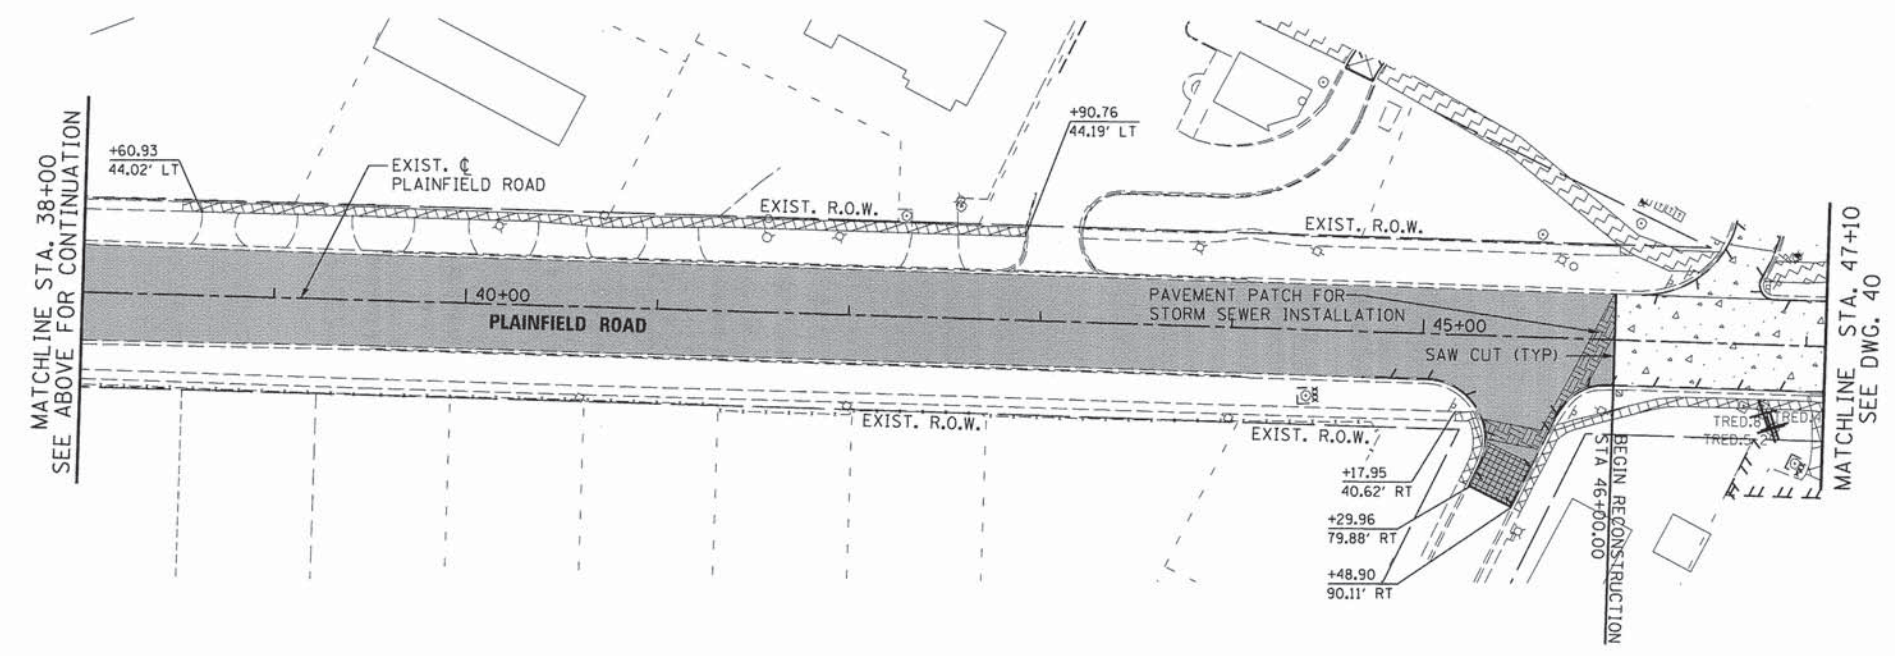 MATCHLINE STA. 38+00
SEE ABOVE FOR CONTINUATION
+60.93
44.02' LT
EXIST. ℄
PLAINFIELD ROAD
+90.76
44.19' LT
EXIST. R.O.W.
EXIST. R.O.W.
40+00
PLAINFIELD ROAD
PAVEMENT PATCH FOR
STORM SEWER INSTALLATION
45+00
SAW CUT (TYP)
EXIST. R.O.W.
EXIST. R.O.W.
+17.95
40.62' RT
+29.96
79.88' RT
+48.90
90.11' RT
BEGIN RECONSTRUCTION
STA 46+00.00
TRED.8
MATCHLINE STA. 47+10
SEE DWG. 40